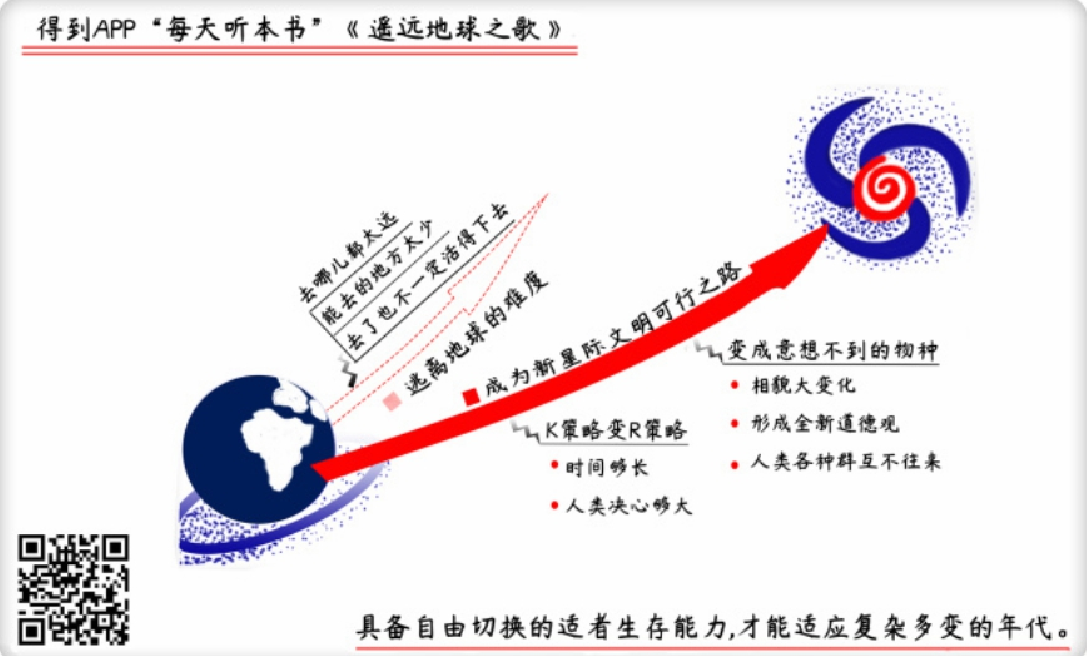 得到APP“每天听本书”《遥远地球之歌》
去哪儿都太远
能去的地方太少
去了也不一定活得下去
逃离地球的难度
成为新星际文明可行之路
变成意想不到的物种
相貌大变化
形成全新道德观
人类各种群互不往来
K策略变R策略
时间够长
人类决心够大
具备自由切换的适者生存能力,才能适应复杂多变的年代。